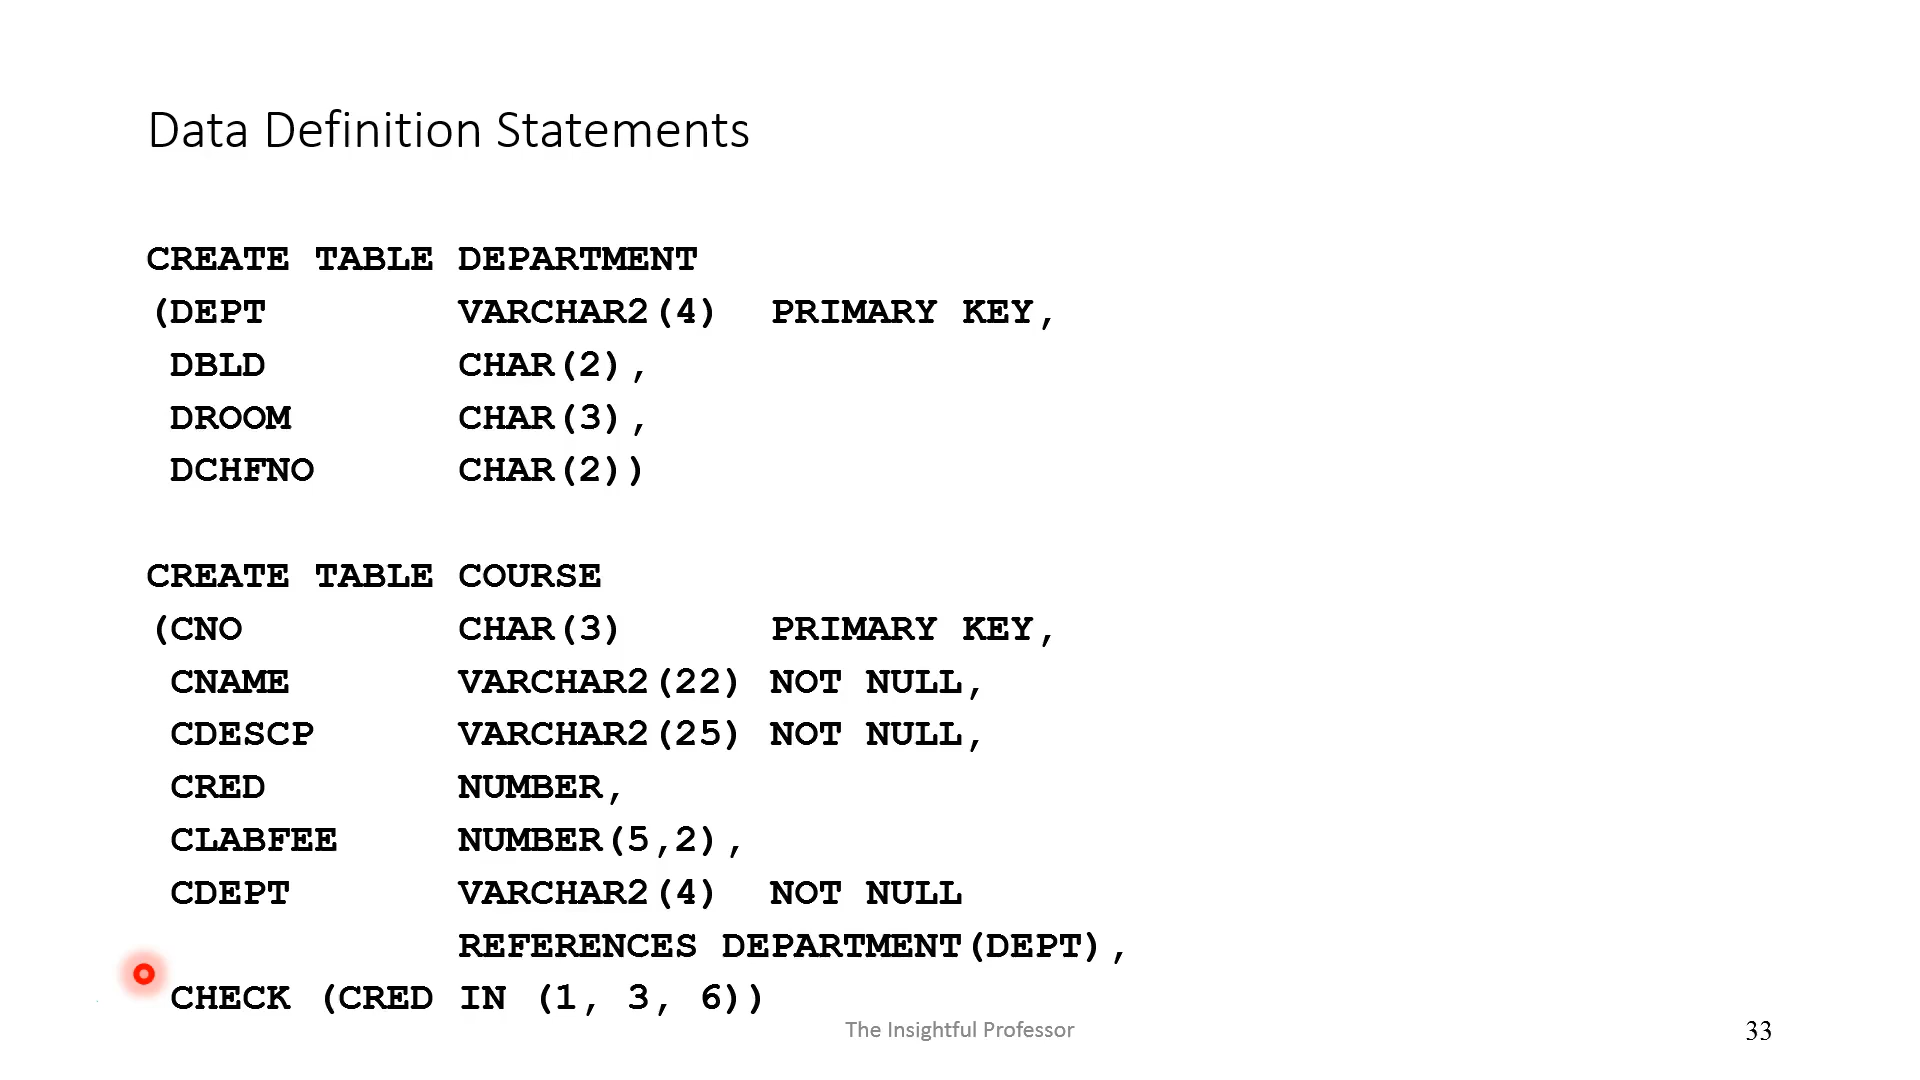 Data Definition Statements
CREATE TABLE DEPARTMENT
(DEPT VARCHAR2(4) PRIMARY KEY,
DBLD CHAR(2),
DROOM CHAR(3),
DCHFNO CHAR(2))
CREATE TABLE COURSE
(CNO CHAR(3) PRIMARY KEY,
CNAME VARCHAR2(22) NOT NULL,
CDESCP VARCHAR2(25) NOT NULL,
CRED NUMBER,
CLABFEE NUMBER(5,2),
CDEPT VARCHAR2(4) NOT NULL
REFERENCES DEPARTMENT(DEPT),
CHECK (CRED IN (1, 3, 6))
The Insightful Professor
33